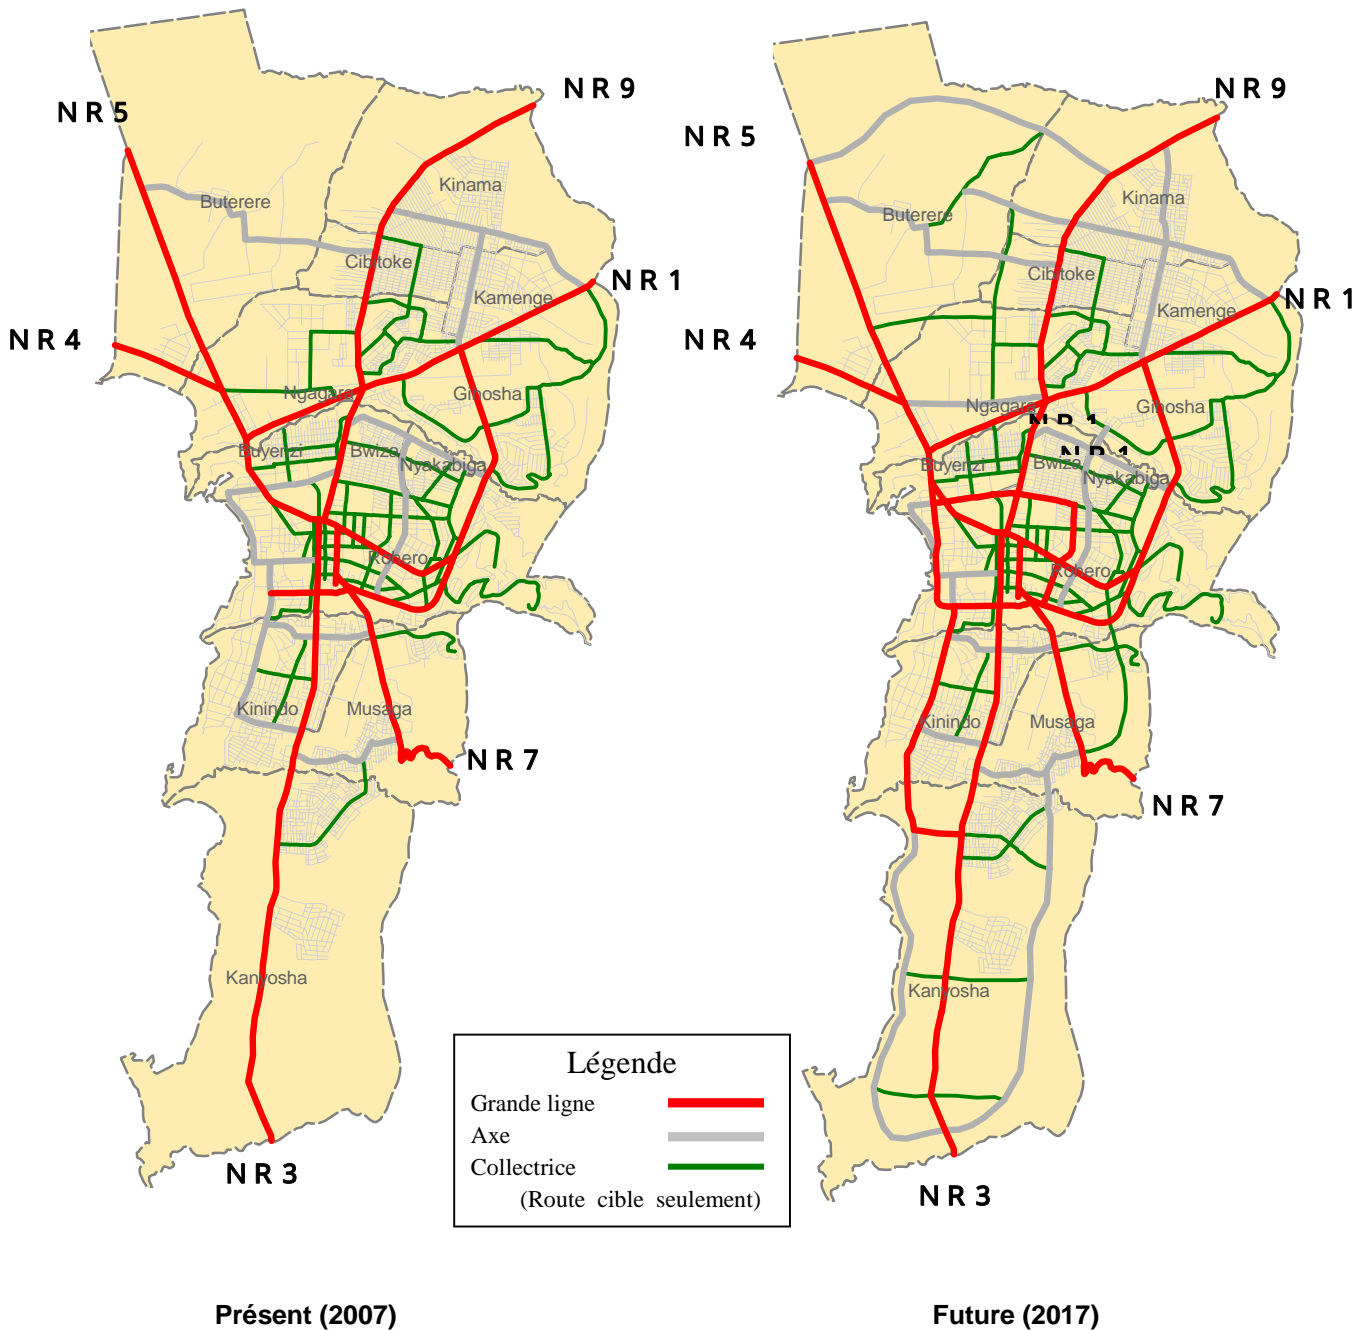 N R 9
N R 5
Kinama
Buterere
Cibitoke
N R 1
Kamenge
N R 4
Ngagara
Gihosha
Buyenzi
Bwiza
Nyakabiga
Rohero
Kinindo
Musaga
N R 7
Kanyosha
N R 3
N R 9
N R 5
Kinama
Buterere
Cibitoke
N R 1
Kamenge
N R 4
Ngagara
Gihosha
N R 1
N R 1
Buyenzi
Bwiza
Nyakabiga
Rohero
Kinindo
Musaga
N R 7
Kanyosha
N R 3
Légende
Grande ligne
Axe
Collectrice
(Route cible seulement)
Présent (2007)
Future (2017)